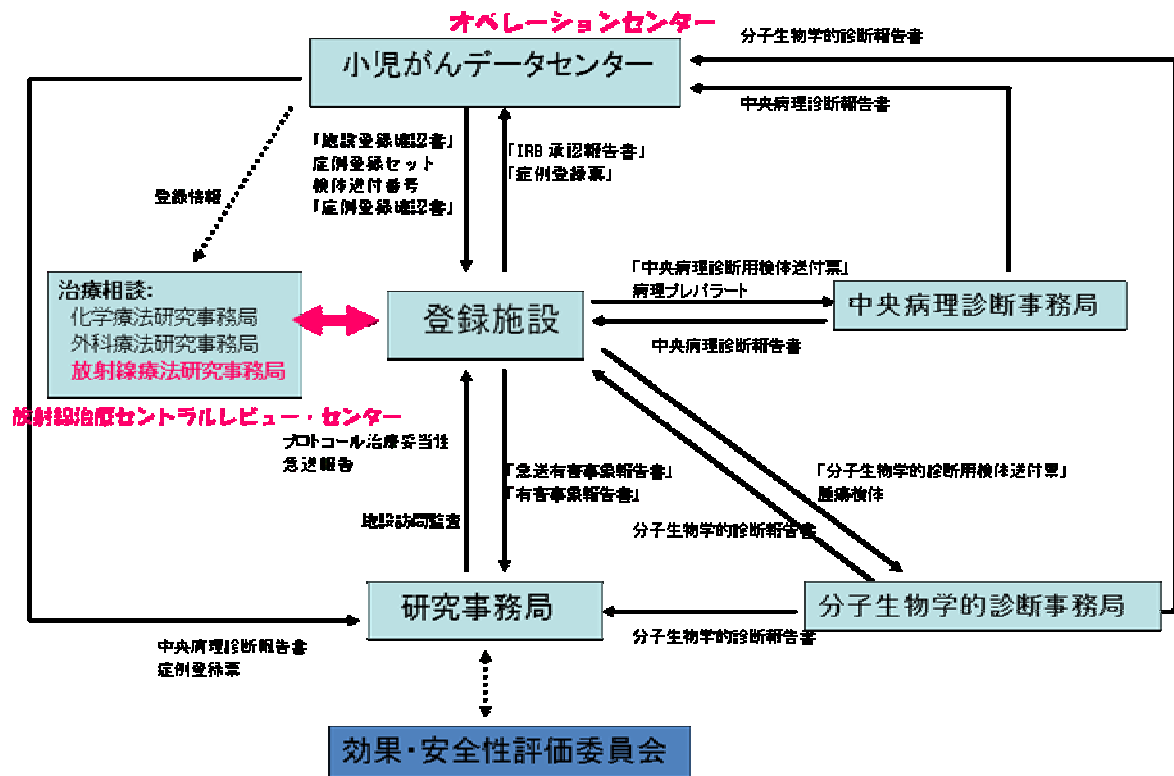 オペレーションセンター
小児がんデータセンター
分子生物学的診断報告書
中央病理診断報告書
「施設登録確認書」
症例登録セット
検体送付番号
「症例登録確認書」
「IRB 承認報告書」
「症例登録票」
登録情報
治療相談:
化学療法研究事務局
外科療法研究事務局
放射線療法研究事務局
放射線治療セントラルレビュー・センター
登録施設
「中央病理診断用検体送付票」
病理プレパラート
中央病理診断事務局
中央病理診断報告書
プロトコール治療妥当性
急送報告
施設訪問監査
「急送有害事象報告書」
「有害事象報告書」
「分子生物学的診断用検体送付票」
腫瘍検体
分子生物学的診断報告書
研究事務局
分子生物学的診断事務局
分子生物学的診断報告書
中央病理診断報告書
症例登録票
効果・安全性評価委員会